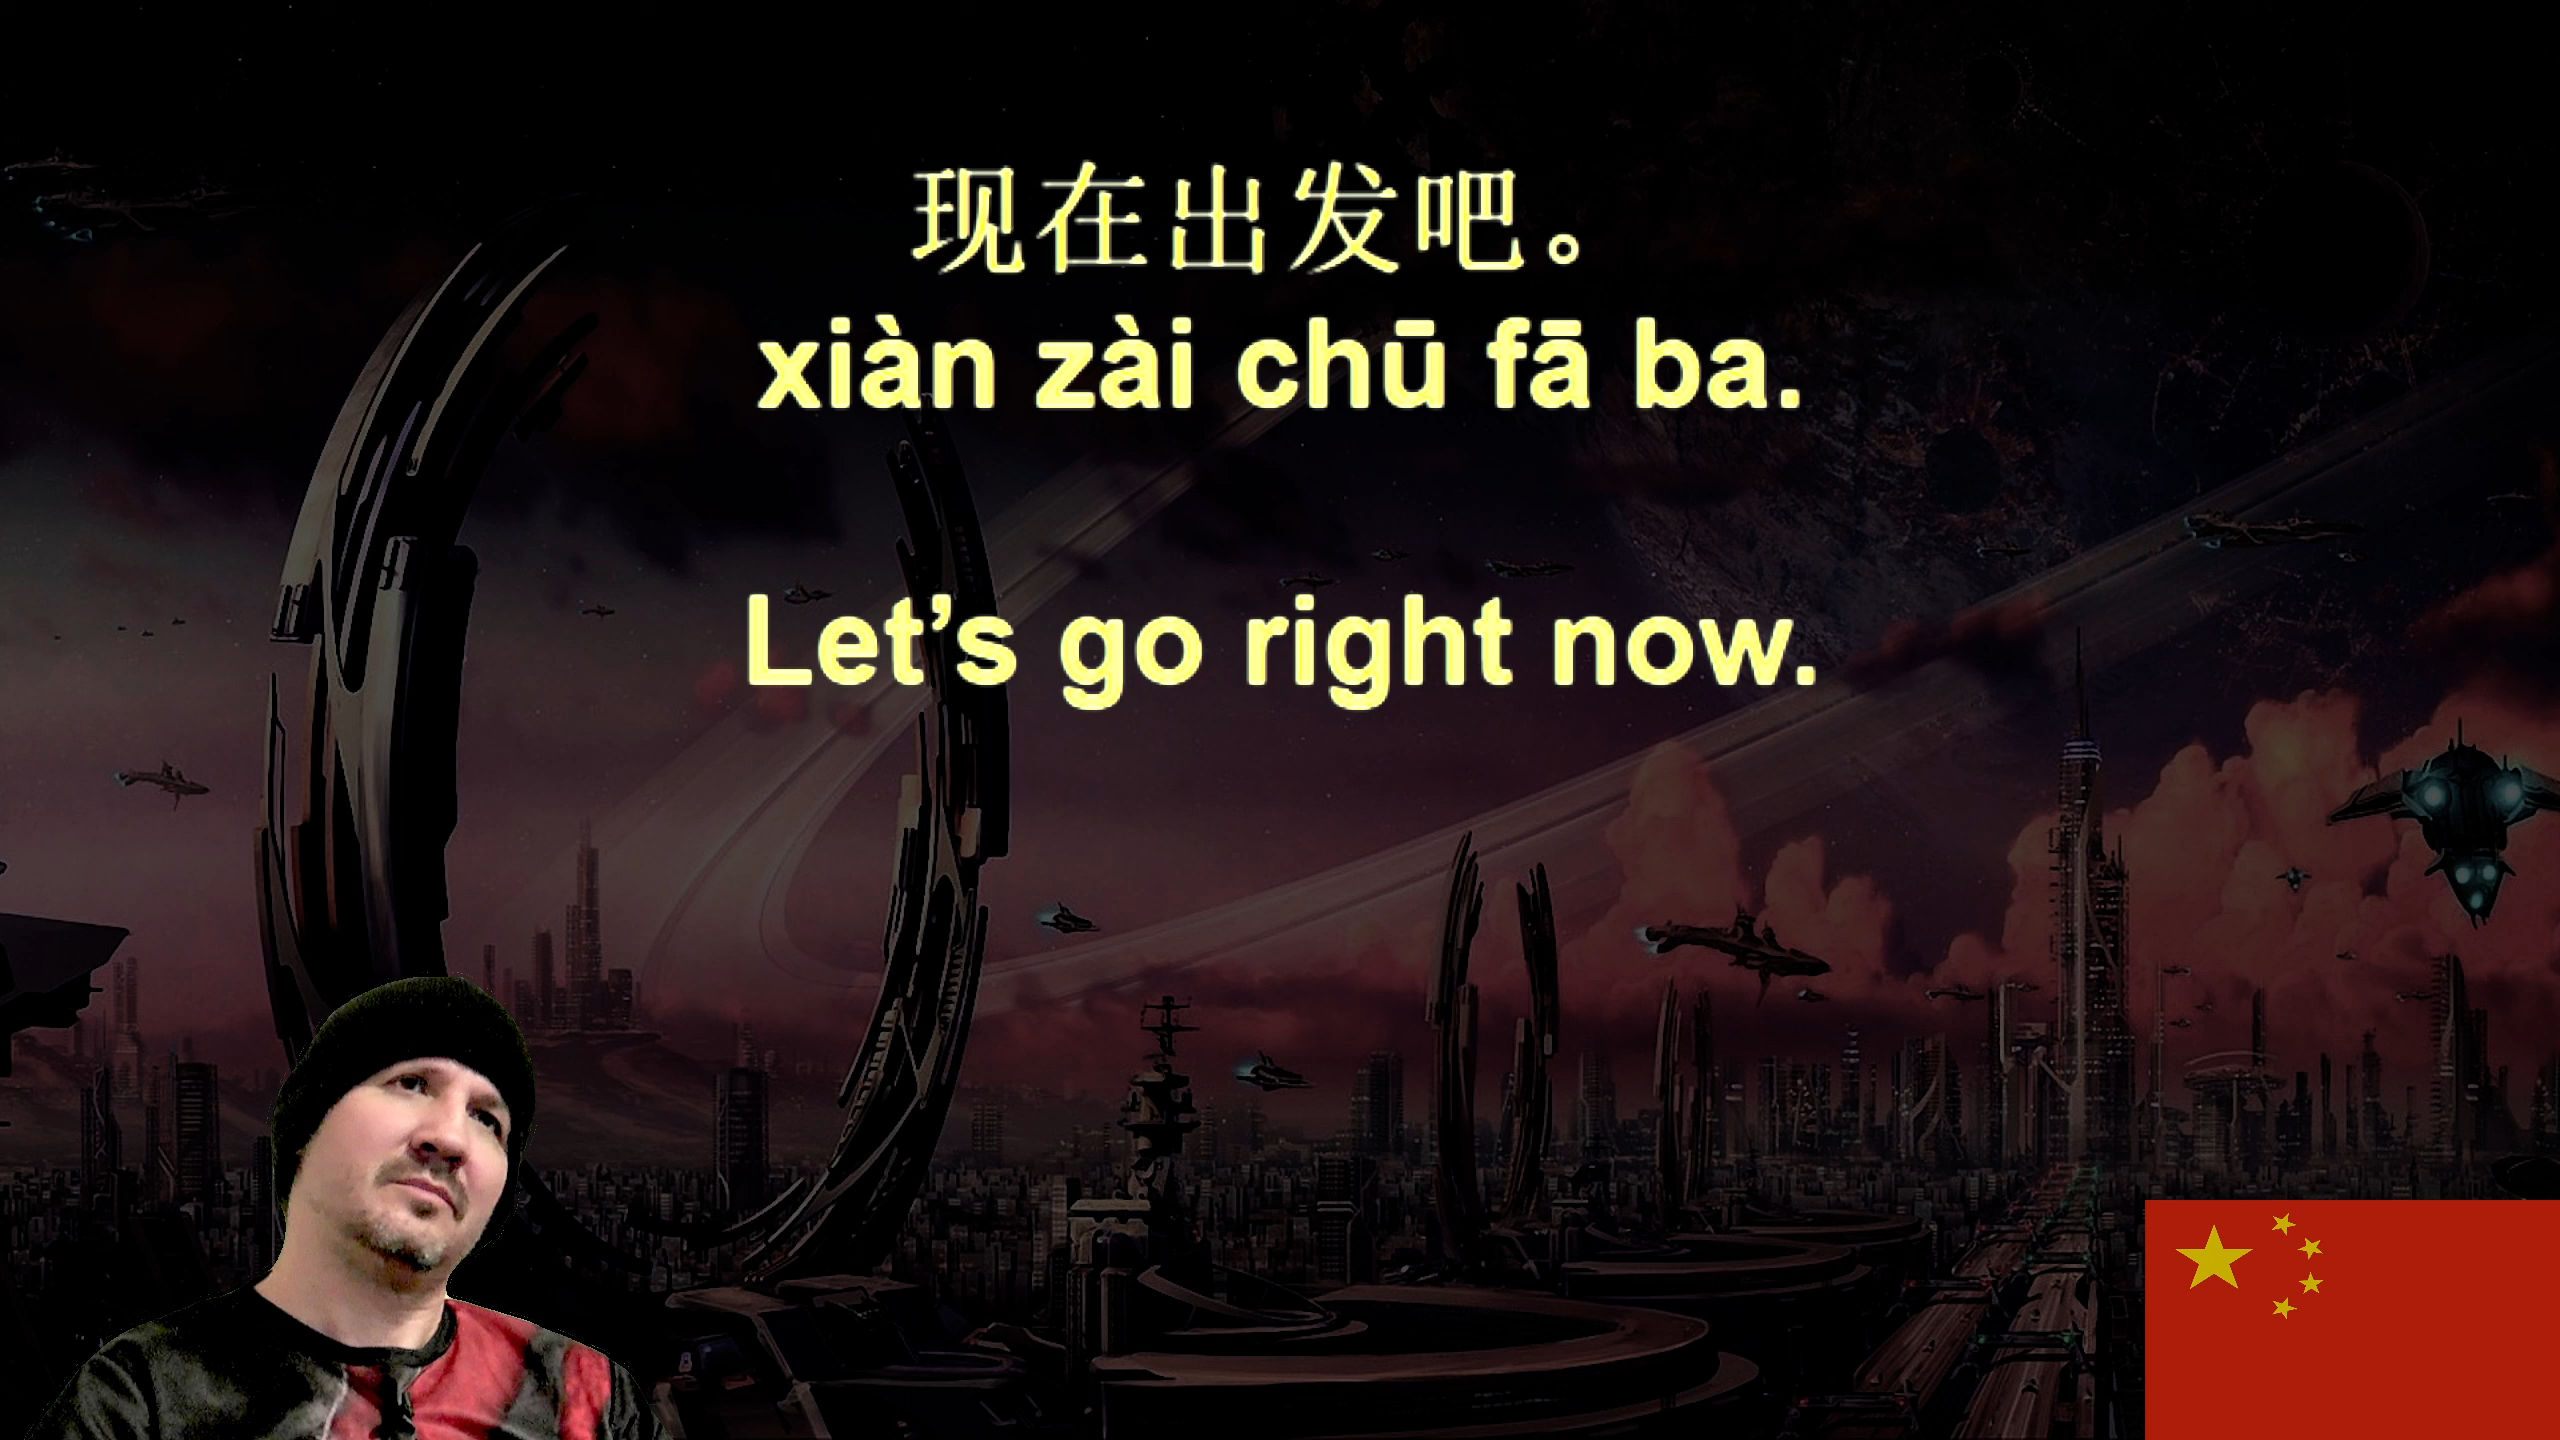 现在出发吧。
xiàn zài chū fā ba.
Let’s go right now.